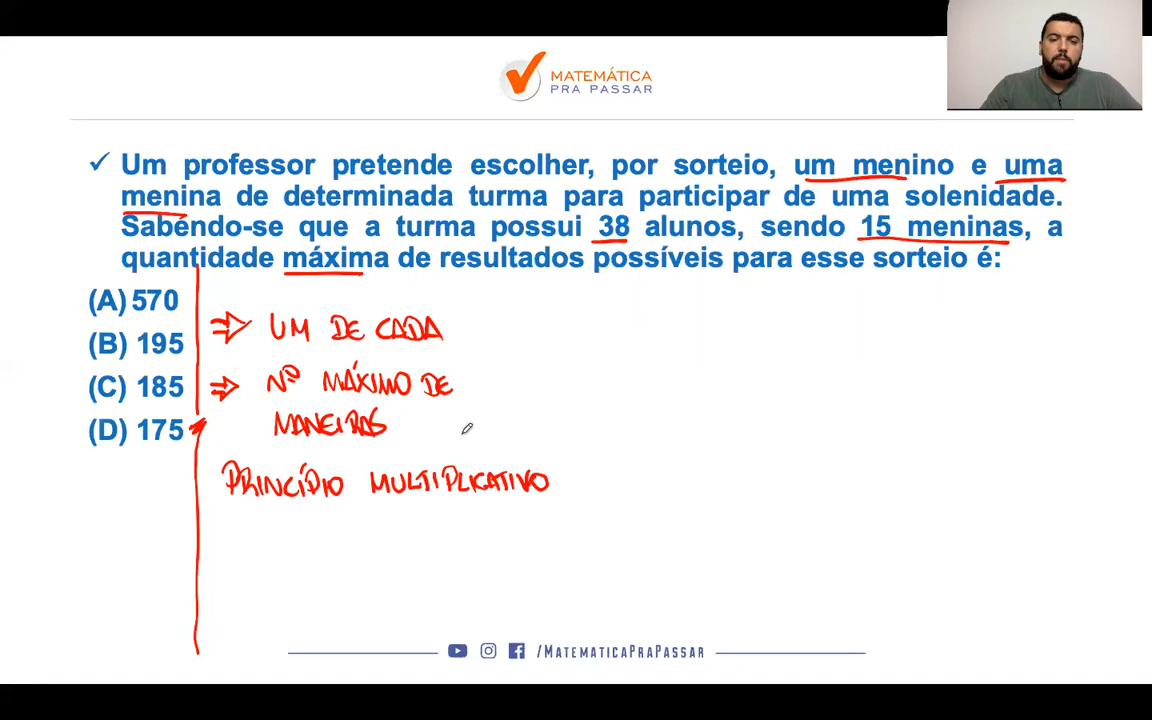 MATEMÁTICA
PRA PASSAR
✓ Um professor pretende escolher, por sorteio, um menino e uma
menina de determinada turma para participar de uma solenidade.
Sabendo-se que a turma possui 38 alunos, sendo 15 meninas, a
quantidade máxima de resultados possíveis para esse sorteio é:
(A) 570
(B) 195
(C) 185
(D) 175
⇒ UM DE CADA
⇒ Nº MÁXIMO DE
MANEIRAS
PRINCÍPIO MULTIPLICATIVO
/MATEMATICAPRAPASSAR